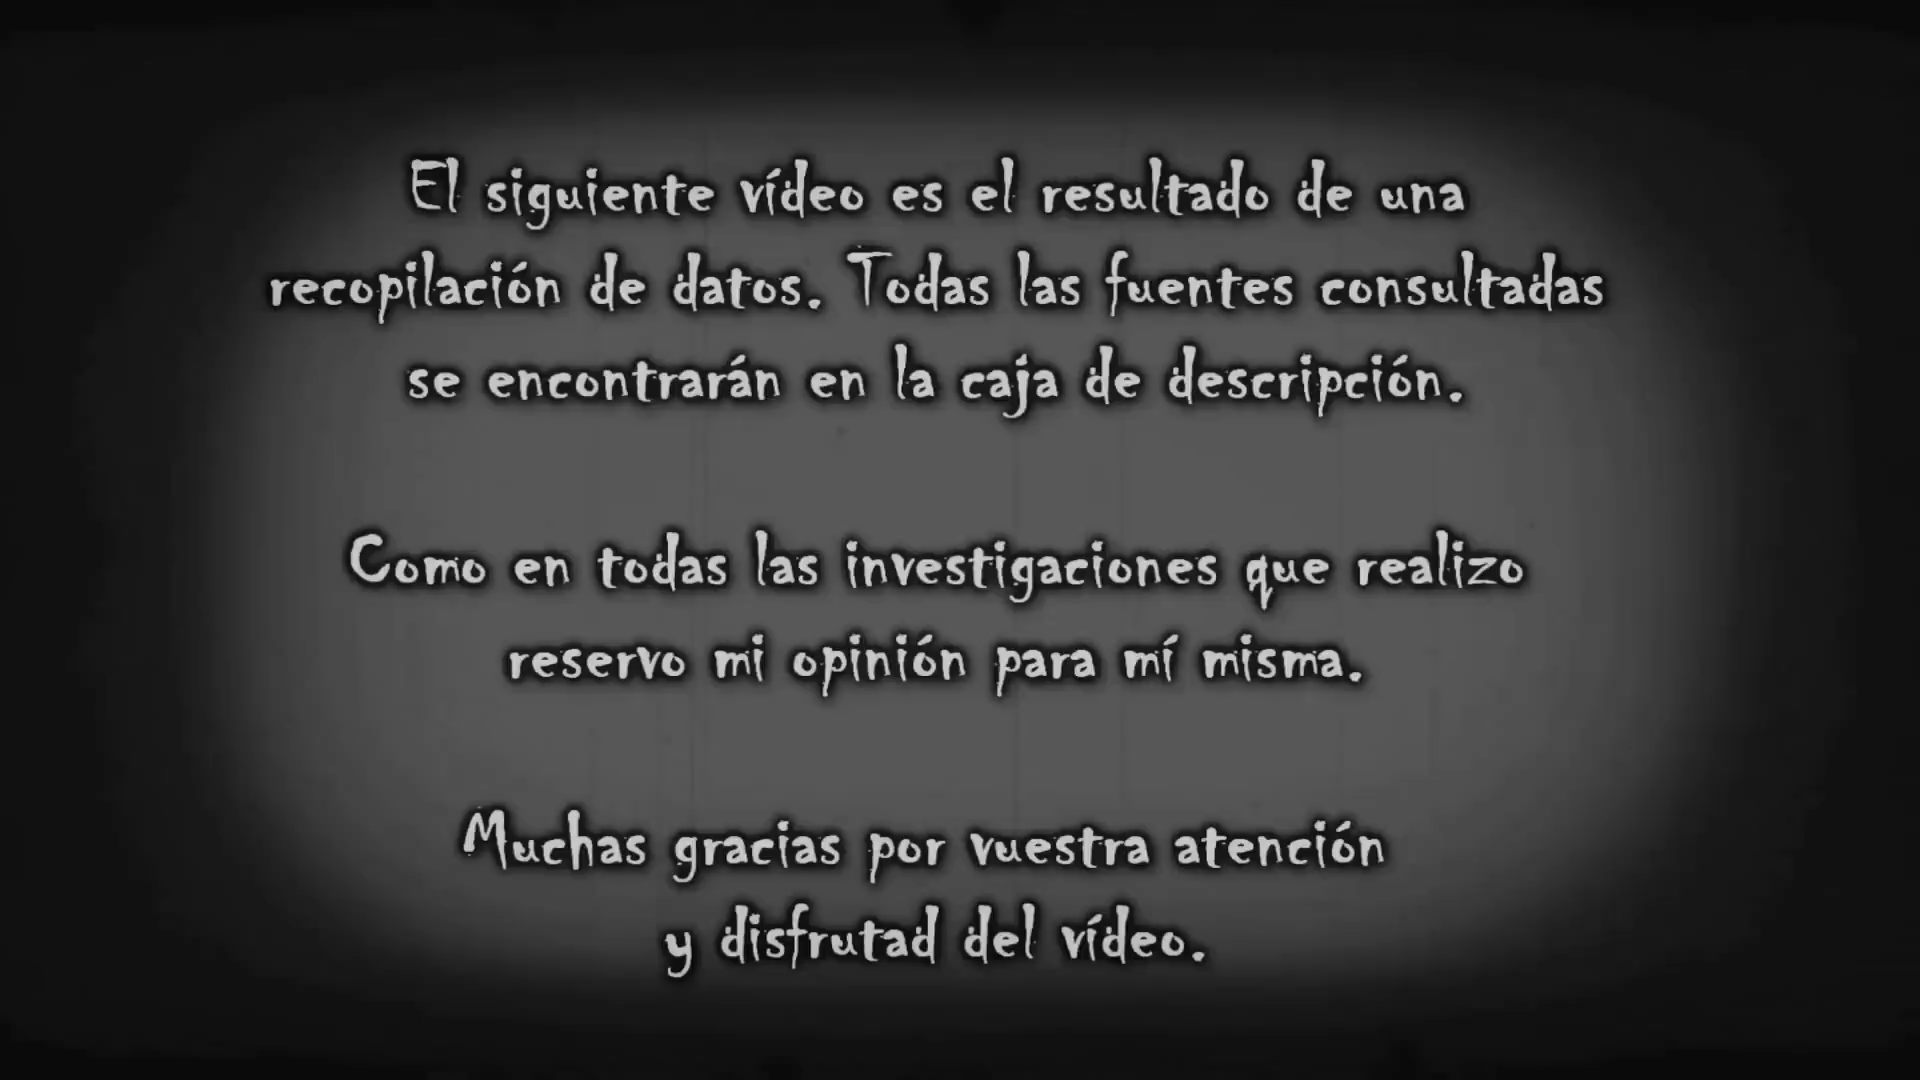 El siguiente vídeo es el resultado de una
recopilación de datos. Todas las fuentes consultadas
se encontrarán en la caja de descripción.
Como en todas las investigaciones que realizo
reservo mi opinión para mí misma.
Muchas gracias por vuestra atención
y disfrutad del vídeo.